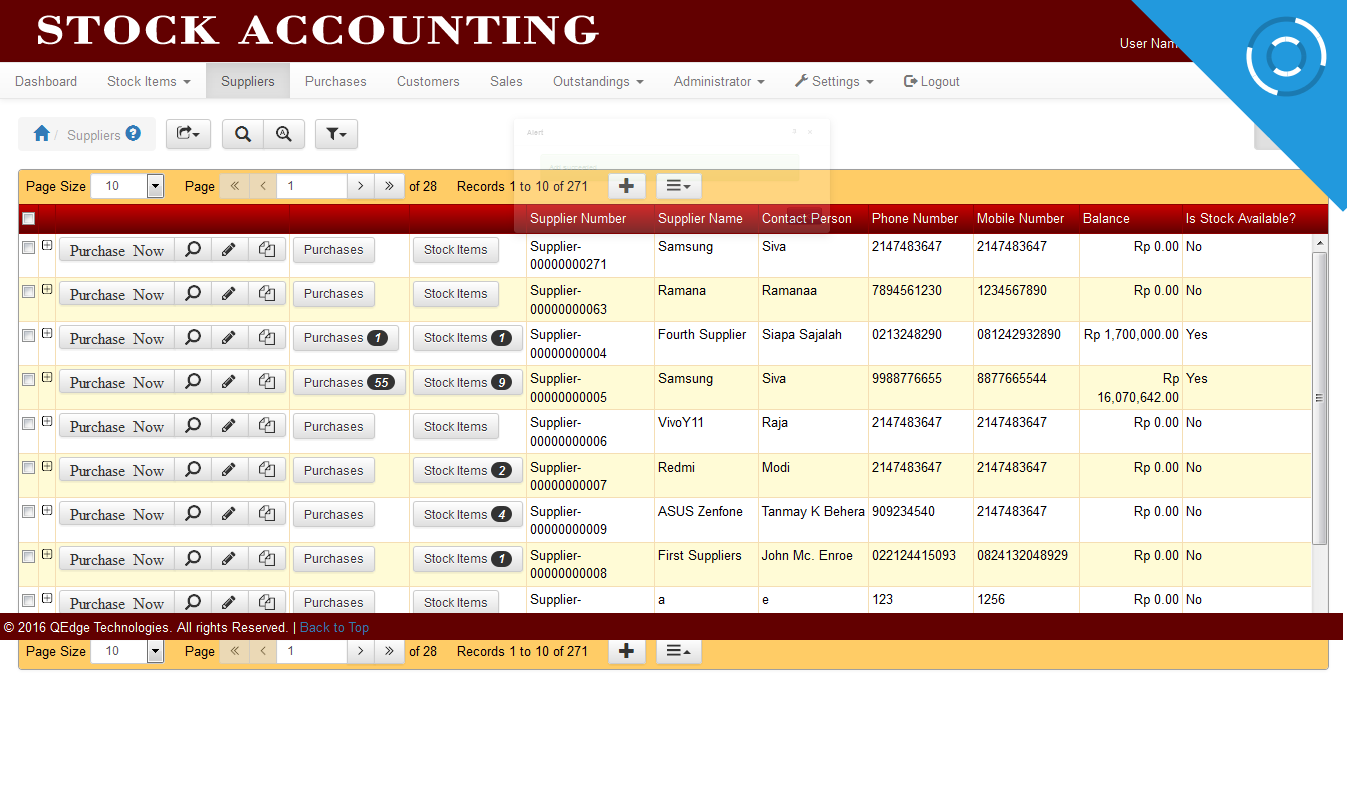 STOCK ACCOUNTING
User Nam
Dashboard Stock Items Suppliers Purchases Customers Sales Outstandings Administrator Settings Logout
/ Suppliers
Alert
Page Size 10 Page 1 of 28 Records 1 to 10 of 271
Supplier Number Supplier Name Contact Person Phone Number Mobile Number Balance Is Stock Available?
Purchase Now Purchases Stock Items Supplier- Samsung Siva 2147483647 2147483647 Rp 0.00 No
00000000271
Purchase Now Purchases Stock Items Supplier- Ramana Ramanaa 7894561230 1234567890 Rp 0.00 No
00000000063
Purchase Now Purchases 1 Stock Items 1 Supplier- Fourth Supplier Siapa Sajalah 0213248290 081242932890 Rp 1,700,000.00 Yes
00000000004
Purchase Now Purchases 55 Stock Items 9 Supplier- Samsung Siva 9988776655 8877665544 Rp Yes
00000000005 16,070,642.00
Purchase Now Purchases Stock Items Supplier- VivoY11 Raja 2147483647 2147483647 Rp 0.00 No
00000000006
Purchase Now Purchases Stock Items 2 Supplier- Redmi Modi 2147483647 2147483647 Rp 0.00 No
00000000007
Purchase Now Purchases Stock Items 4 Supplier- ASUS Zenfone Tanmay K Behera 909234540 2147483647 Rp 0.00 No
00000000009
Purchase Now Purchases Stock Items 1 Supplier- First Suppliers John Mc. Enroe 022124415093 0824132048929 Rp 0.00 No
00000000008
Purchase Now Purchases Stock Items Supplier- a e 123 1256 Rp 0.00 No
© 2016 QEdge Technologies. All rights Reserved. | Back to Top
Page Size 10 Page 1 of 28 Records 1 to 10 of 271